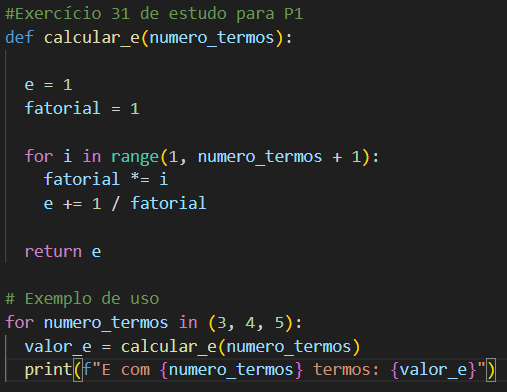 #Exercício 31 de estudo para P1
def calcular_e(numero_termos):
e = 1
fatorial = 1
for i in range(1, numero_termos + 1):
fatorial *= i
e += 1 / fatorial
return e
# Exemplo de uso
for numero_termos in (3, 4, 5):
valor_e = calcular_e(numero_termos)
print(f"E com {numero_termos} termos: {valor_e}")